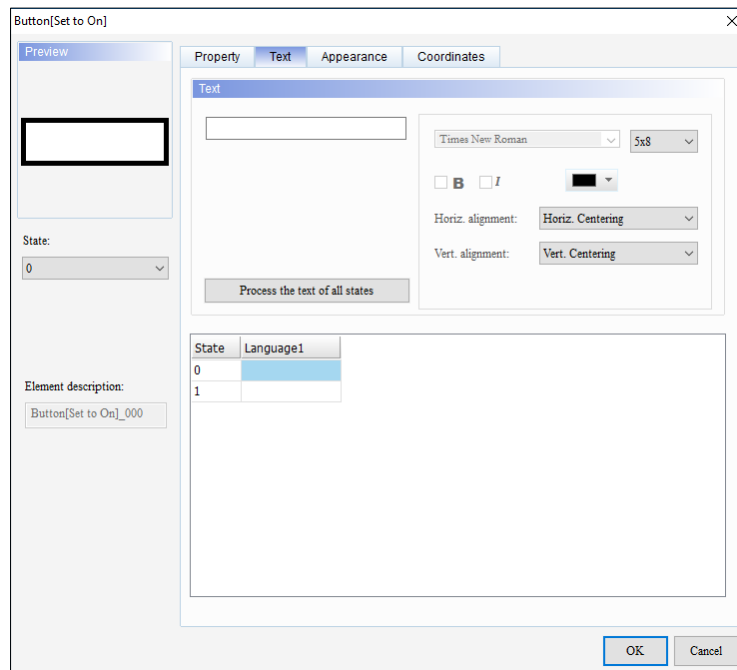 Button[Set to On]
Preview
State:
0
Element description:
Button[Set to On]_000
Property Text Appearance Coordinates
Text
Process the text of all states
Times New Roman 5x8
B I
Horiz. alignment: Horiz. Centering
Vert. alignment: Vert. Centering
State Language1
0
1
OK Cancel